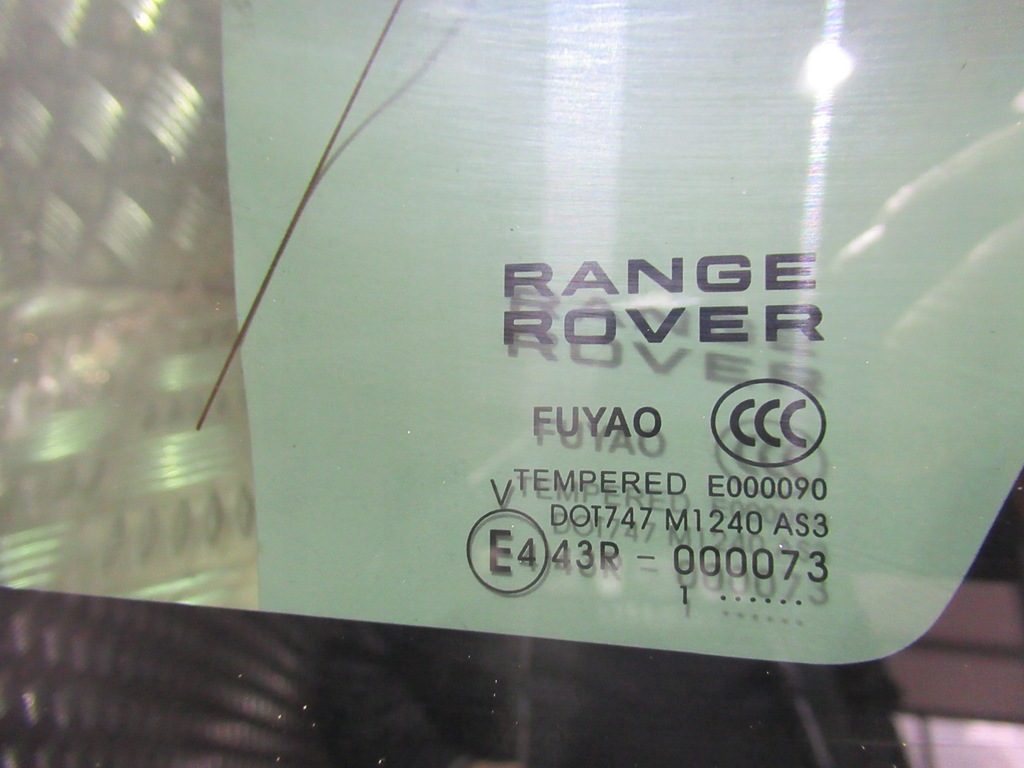 RANGE
ROVER
FUYAO CCC
TEMPERED E000090
V DOT747 M1240 AS3
E4 43R - 000073
1 ......